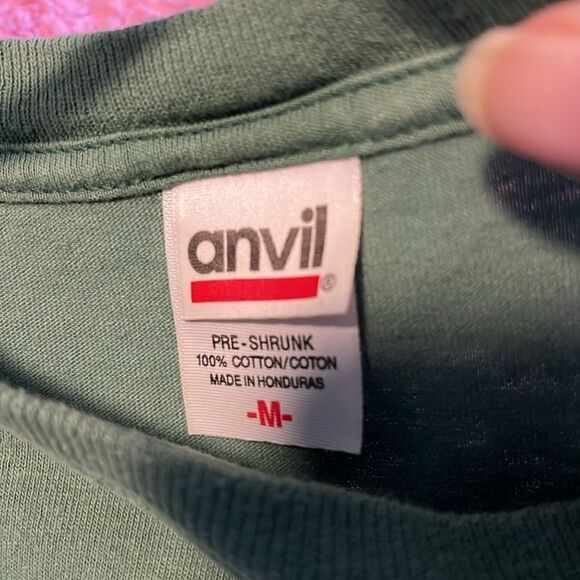 anvil®
PRE-SHRUNK
100% COTTON/COTON
MADE IN HONDURAS
-M-